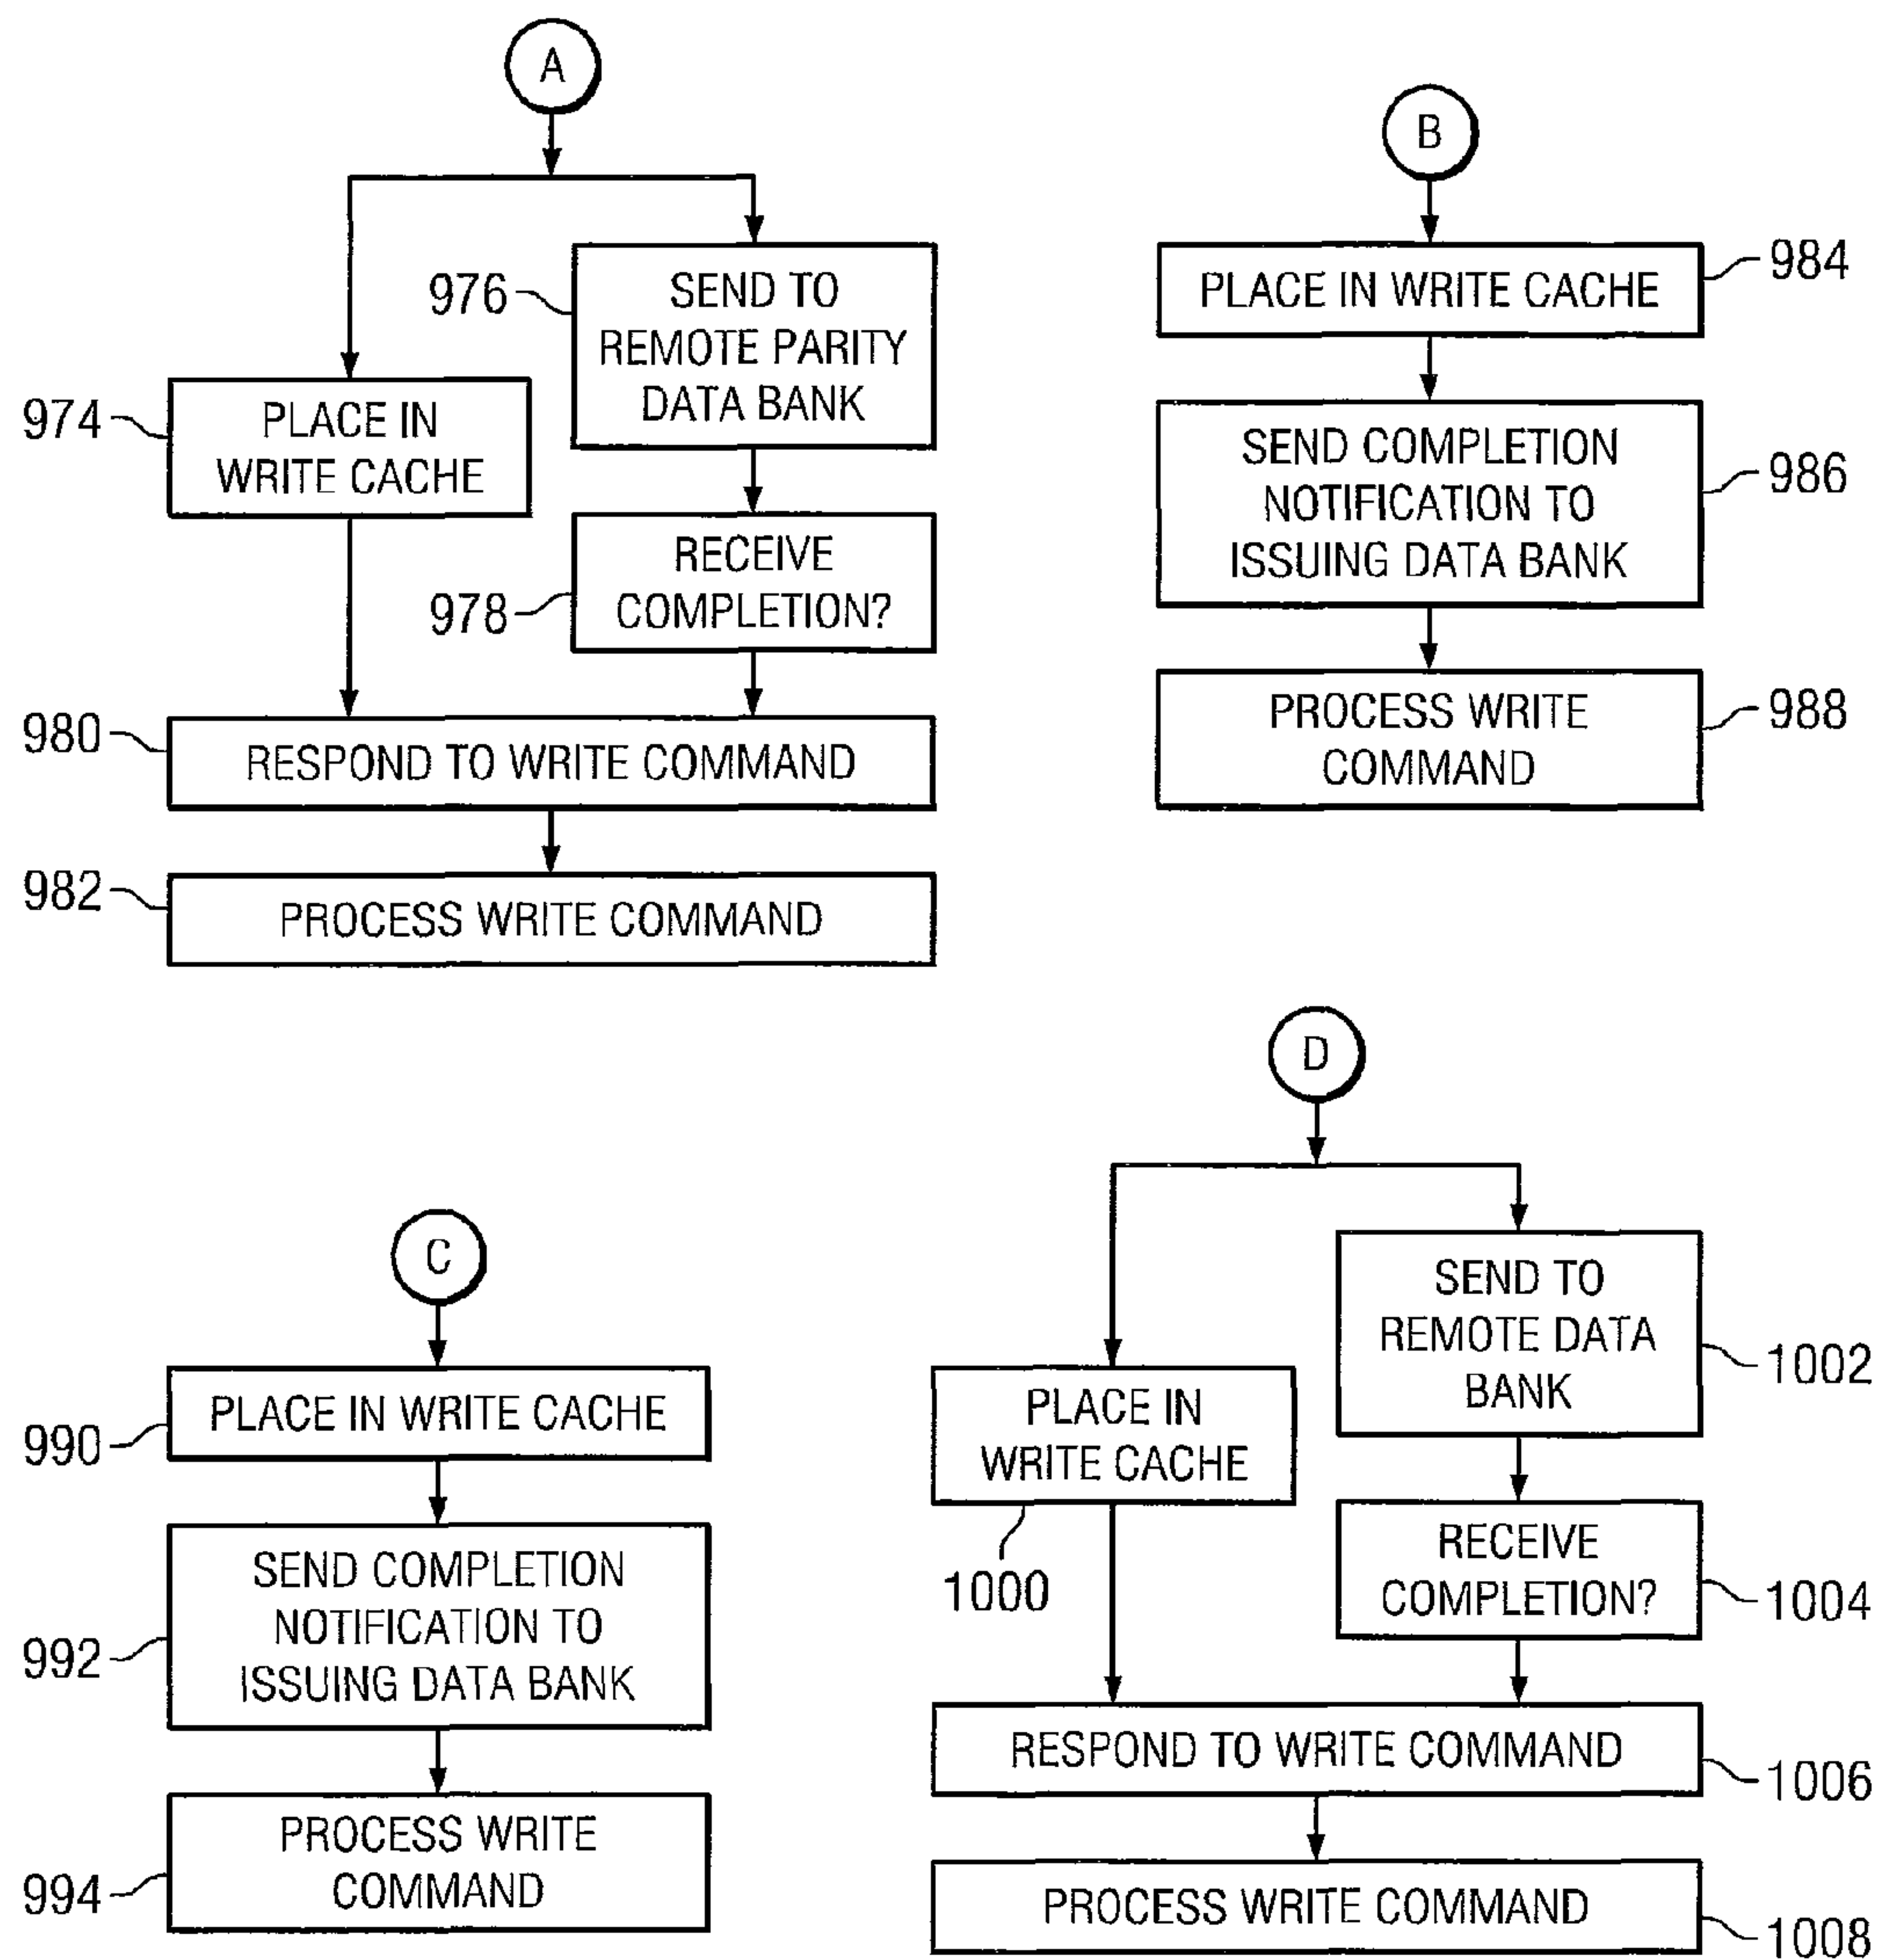 A
976
SEND TO
REMOTE PARITY
DATA BANK
974
PLACE IN
WRITE CACHE
978
RECEIVE
COMPLETION?
980
RESPOND TO WRITE COMMAND
982
PROCESS WRITE COMMAND
B
PLACE IN WRITE CACHE
984
SEND COMPLETION
NOTIFICATION TO
ISSUING DATA BANK
986
PROCESS WRITE
COMMAND
988
C
990
PLACE IN WRITE CACHE
992
SEND COMPLETION
NOTIFICATION TO
ISSUING DATA BANK
994
PROCESS WRITE
COMMAND
D
SEND TO
REMOTE DATA
BANK
1002
PLACE IN
WRITE CACHE
1000
RECEIVE
COMPLETION?
1004
RESPOND TO WRITE COMMAND
1006
PROCESS WRITE COMMAND
1008